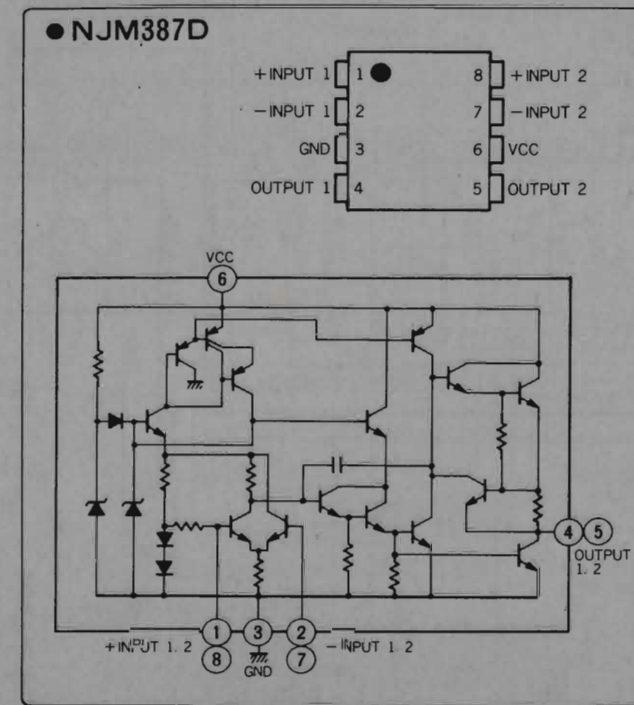 ● NJM387D
+INPUT 1 1 8 +INPUT 2
−INPUT 1 2 7 −INPUT 2
GND 3 6 VCC
OUTPUT 1 4 5 OUTPUT 2
VCC
6
4 5
OUTPUT
1. 2
1 3 2
+INPUT 1. 2 −INPUT 1. 2
8 GND 7